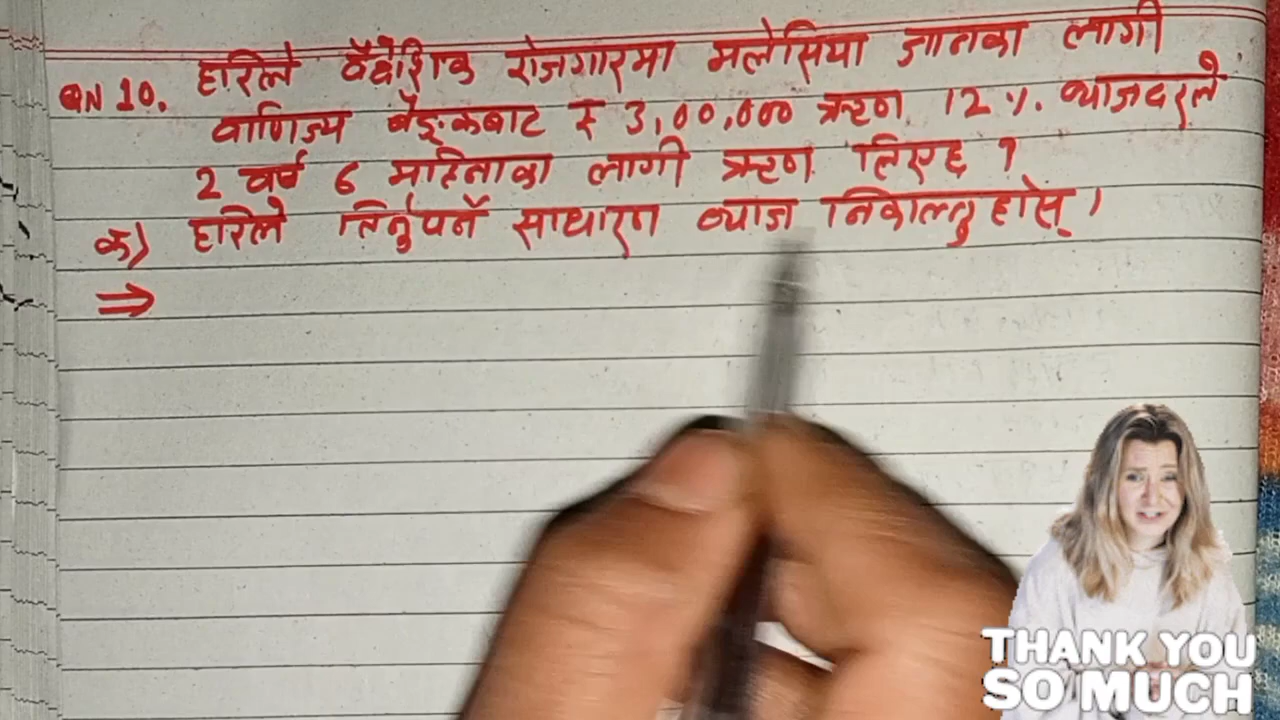 QN 10. हरिले वैदेशिक रोजगारमा मलेसिया जानका लागी
वाणिज्य बैङ्कबाट ₹ 3,00,000 ऋण 12%. ब्याजदरले
2 वर्ष 6 महिनाका लागी ऋण लिएछ ?
क) हरिले तिर्नुपर्ने साधारण ब्याज निकाल्नुहोस् ।
⇒
THANK YOU
SO MUCH